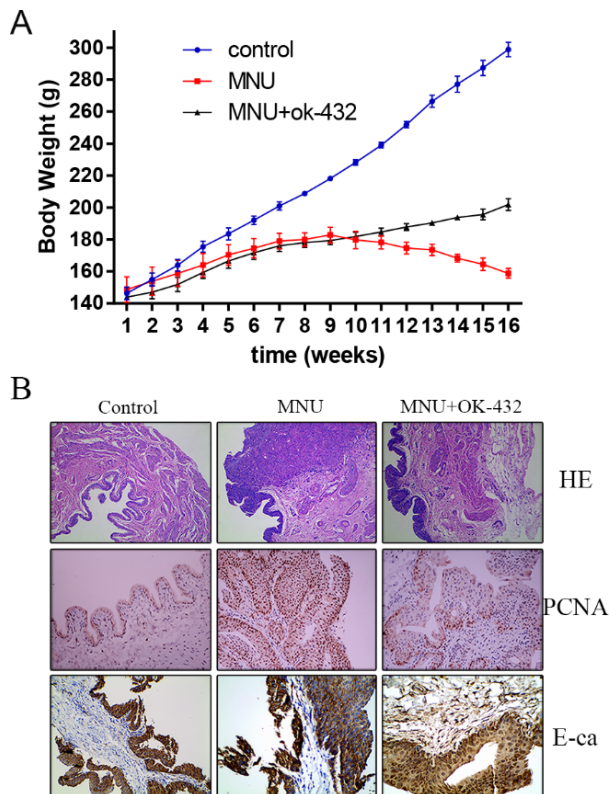 A
Body Weight (g)
300
280
260
240
220
200
180
160
140
control
MNU
MNU+ok-432
1 2 3 4 5 6 7 8 9 10 11 12 13 14 15 16
time (weeks)
B
Control MNU MNU+OK-432
HE
PCNA
E-ca